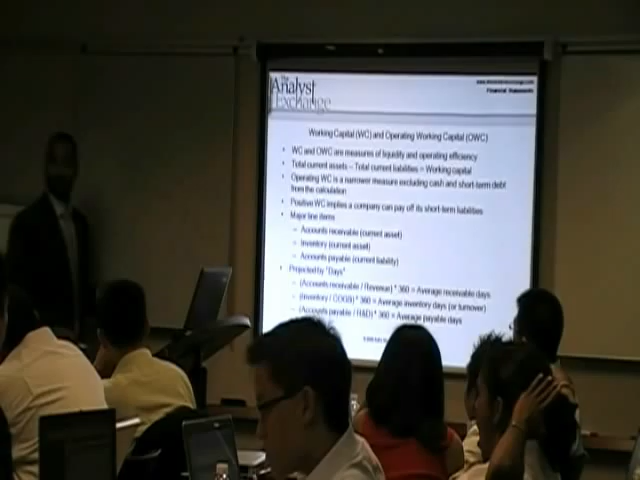 The
Analyst
Exchange
Financial Statements
Working Capital (WC) and Operating Working Capital (OWC)
• WC and OWC are measures of liquidity and operating efficiency
• Total current assets – Total current liabilities = Working capital
• Operating WC is a narrower measure excluding cash and short-term debt
from the calculation
• Positive WC implies a company can pay off its short-term liabilities
• Major line items
– Accounts receivable (current asset)
– Inventory (current asset)
– Accounts payable (current liability)
• Projected by "Days"
– (Accounts receivable / Revenue) * 360 = Average receivable days
– (Inventory / COGS) * 360 = Average inventory days (or turnover)
– (Accounts payable / R&D) * 360 = Average payable days